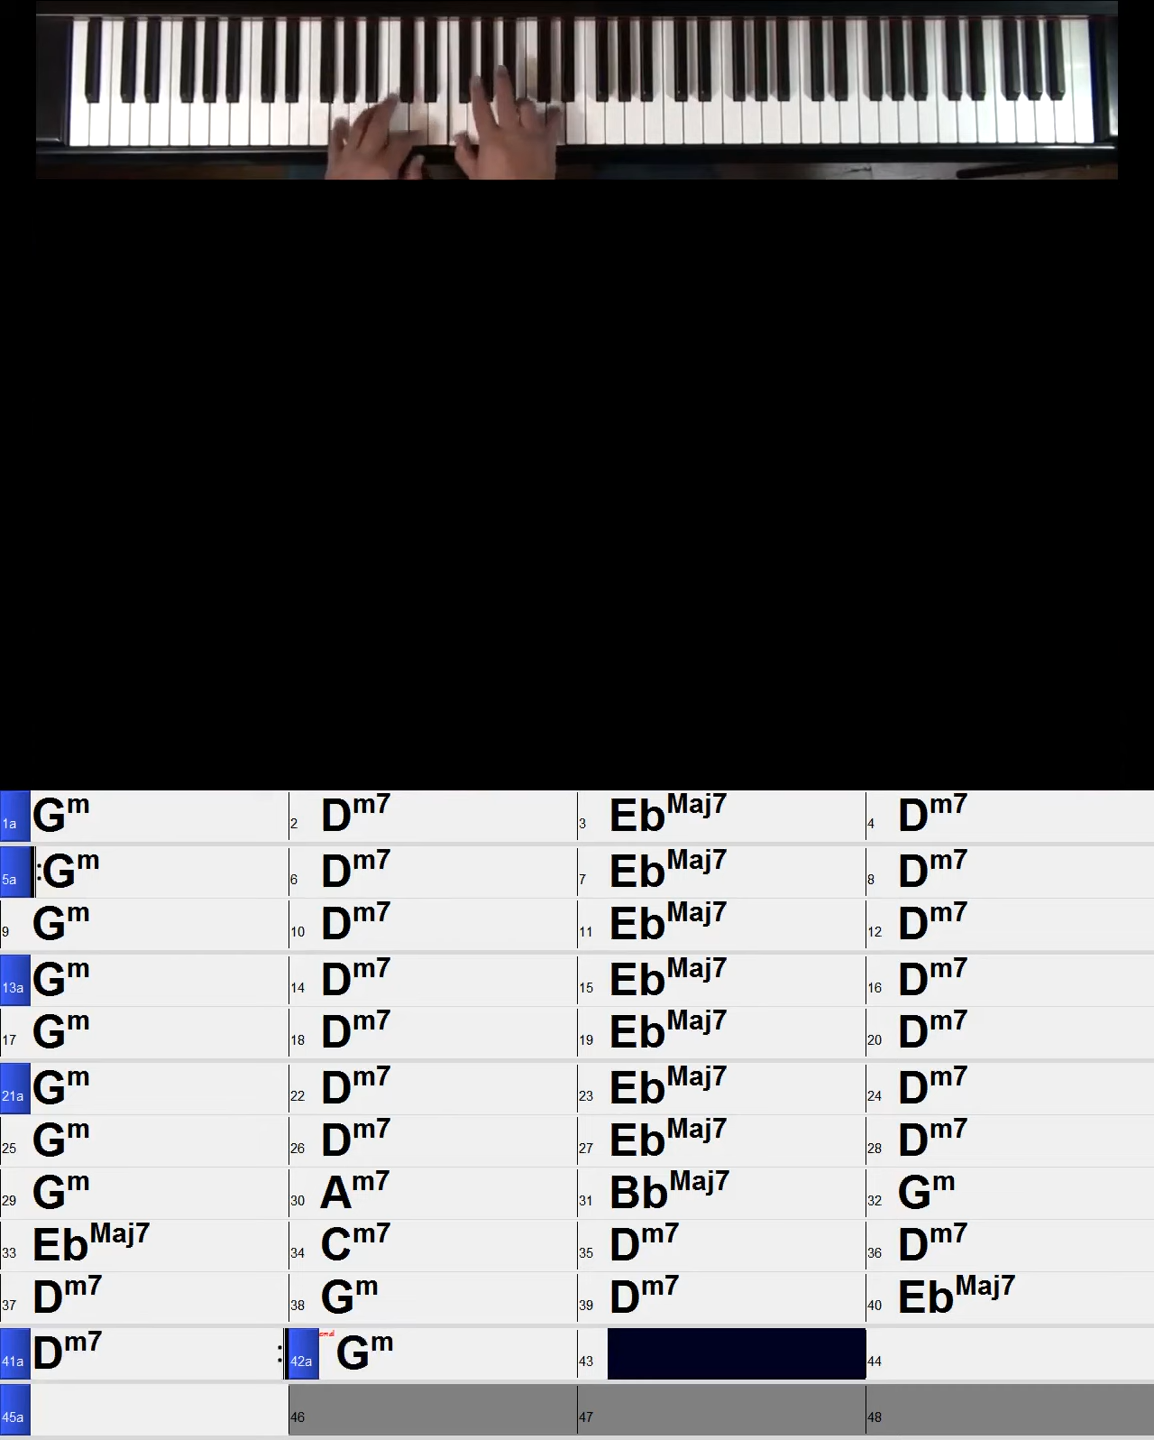 1a Gm 2 Dm7 3 EbMaj7 4 Dm7
5a :Gm 6 Dm7 7 EbMaj7 8 Dm7
9 Gm 10 Dm7 11 EbMaj7 12 Dm7
13a Gm 14 Dm7 15 EbMaj7 16 Dm7
17 Gm 18 Dm7 19 EbMaj7 20 Dm7
21a Gm 22 Dm7 23 EbMaj7 24 Dm7
25 Gm 26 Dm7 27 EbMaj7 28 Dm7
29 Gm 30 Am7 31 BbMaj7 32 Gm
33 EbMaj7 34 Cm7 35 Dm7 36 Dm7
37 Dm7 38 Gm 39 Dm7 40 EbMaj7
41a Dm7 : 42a Gm 43 44
45a 46 47 48